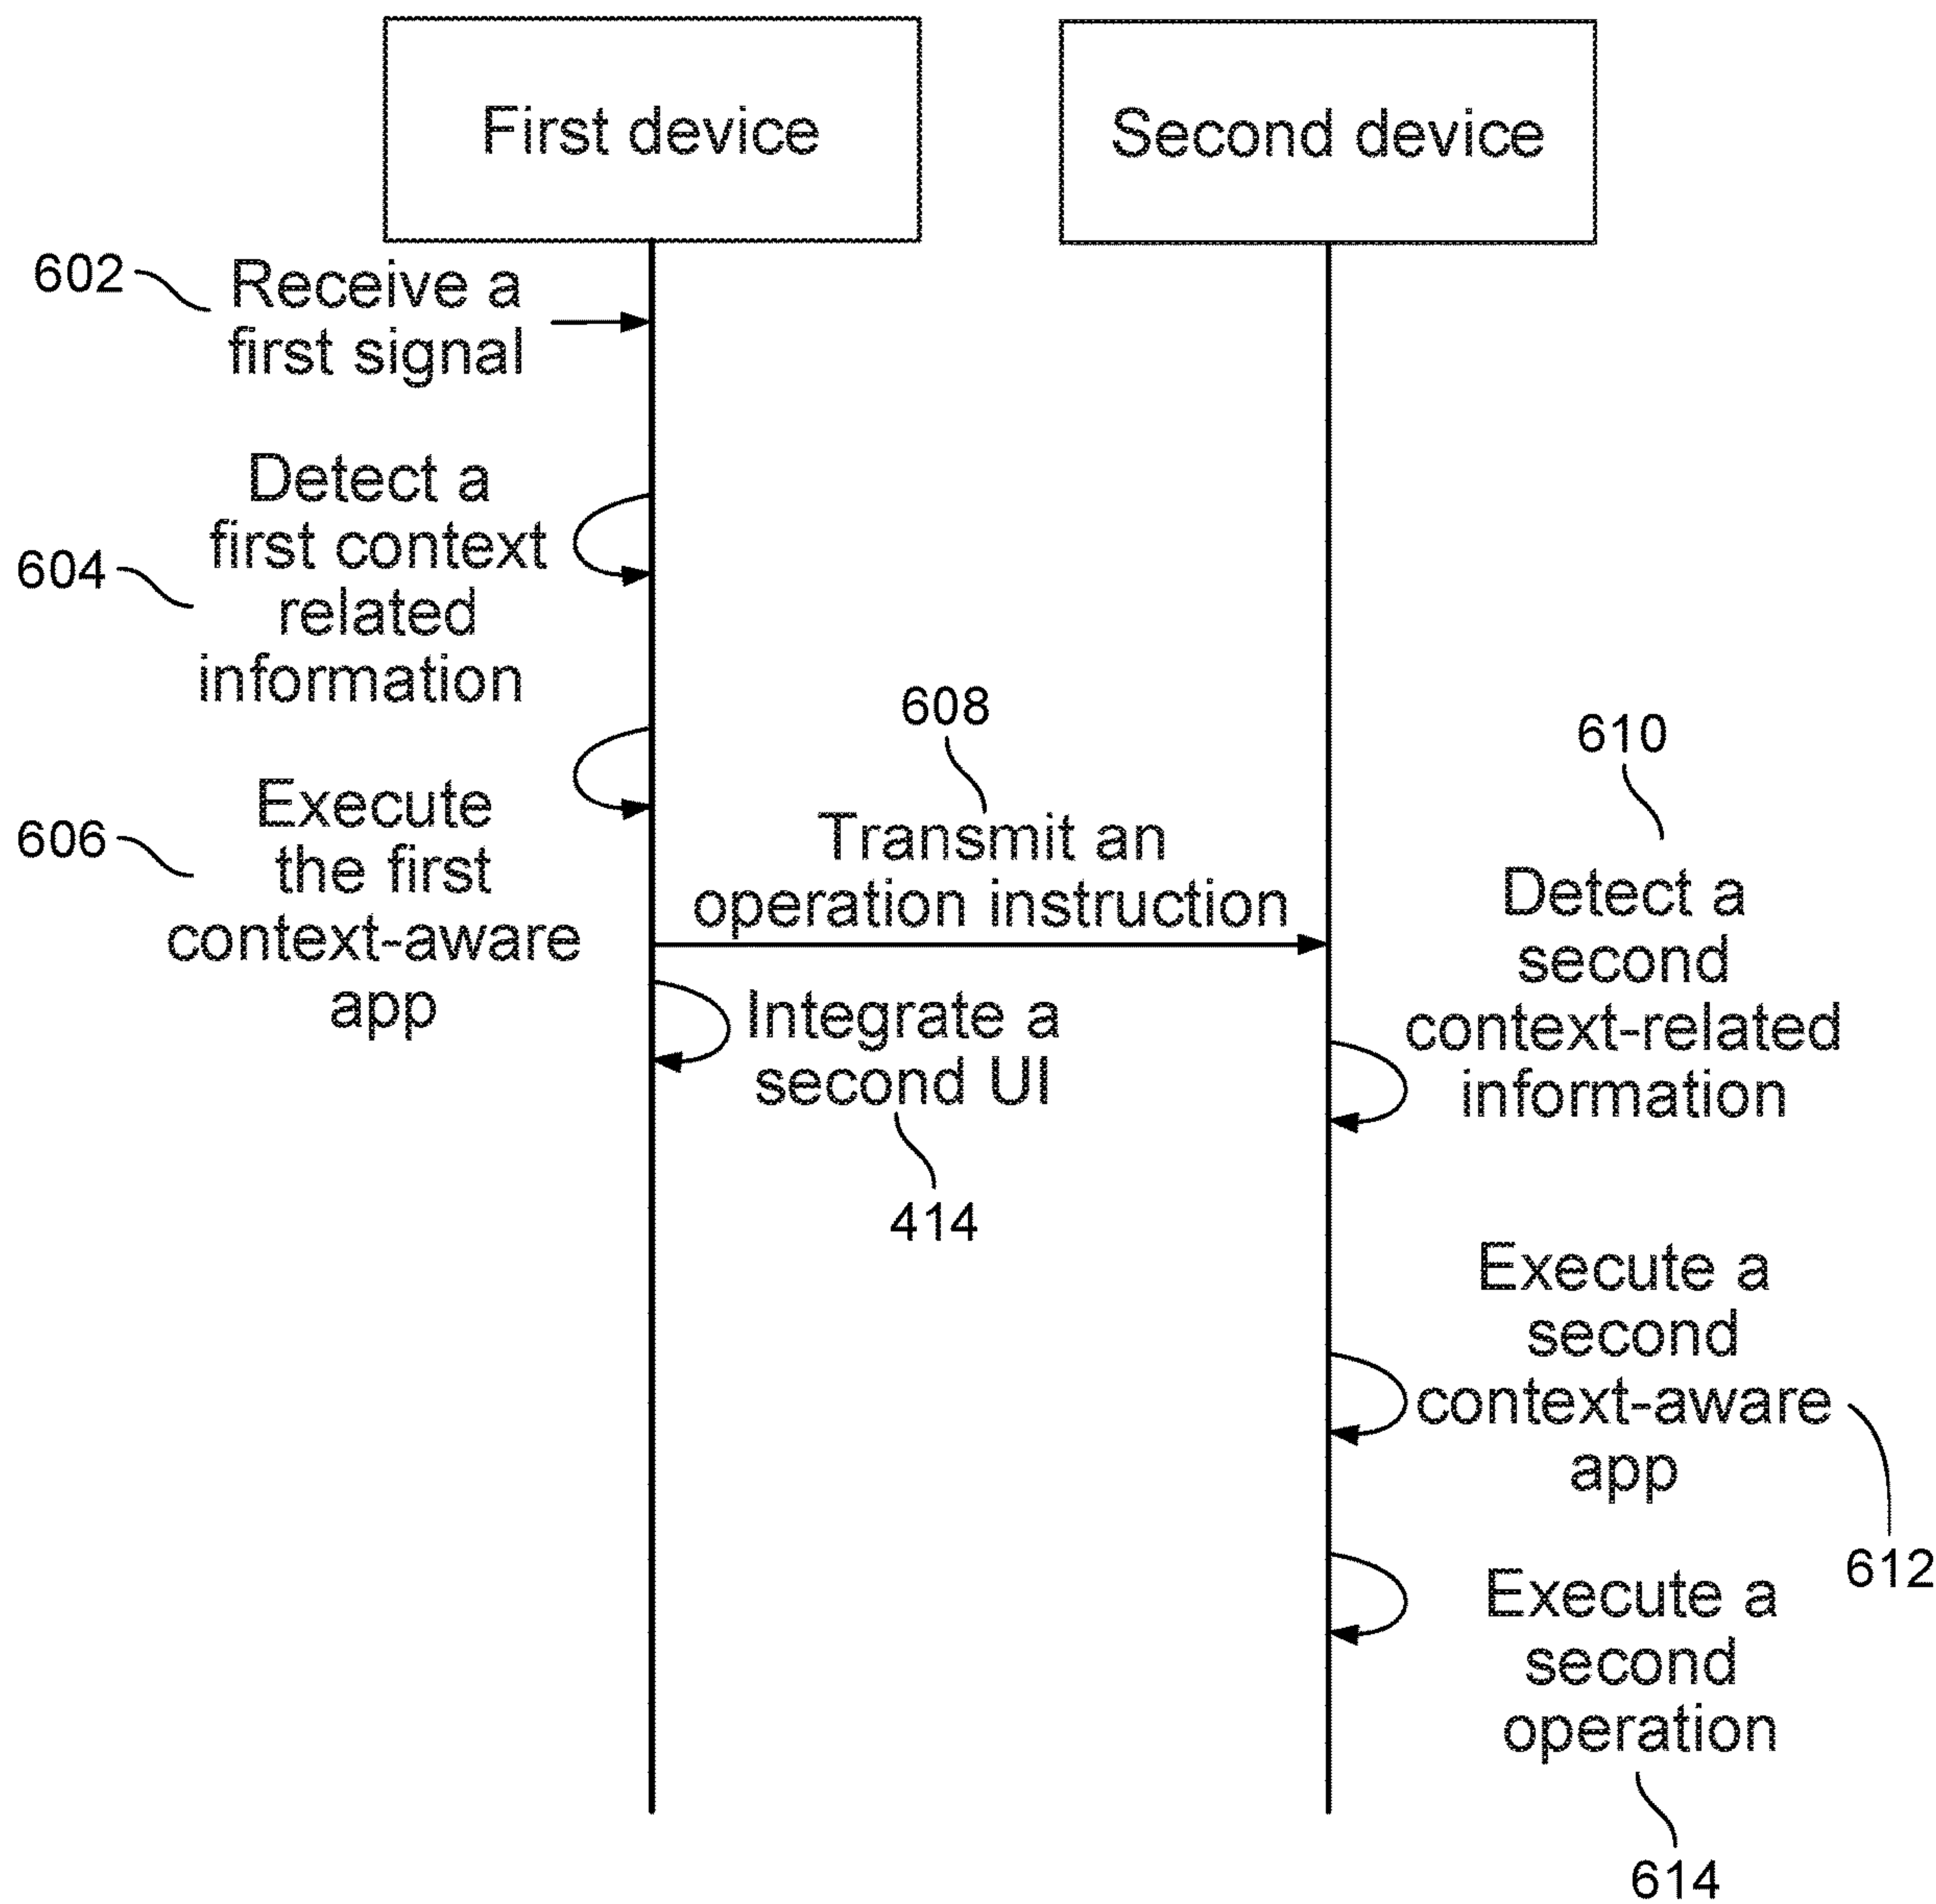 First device
Second device
602
Receive a
first signal
Detect a
first context
related
information
604
Execute
the first
context-aware
app
606
608
Transmit an
operation instruction
Integrate a
second UI
414
610
Detect a
second
context-related
information
Execute a
second
context-aware
app
612
Execute a
second
operation
614